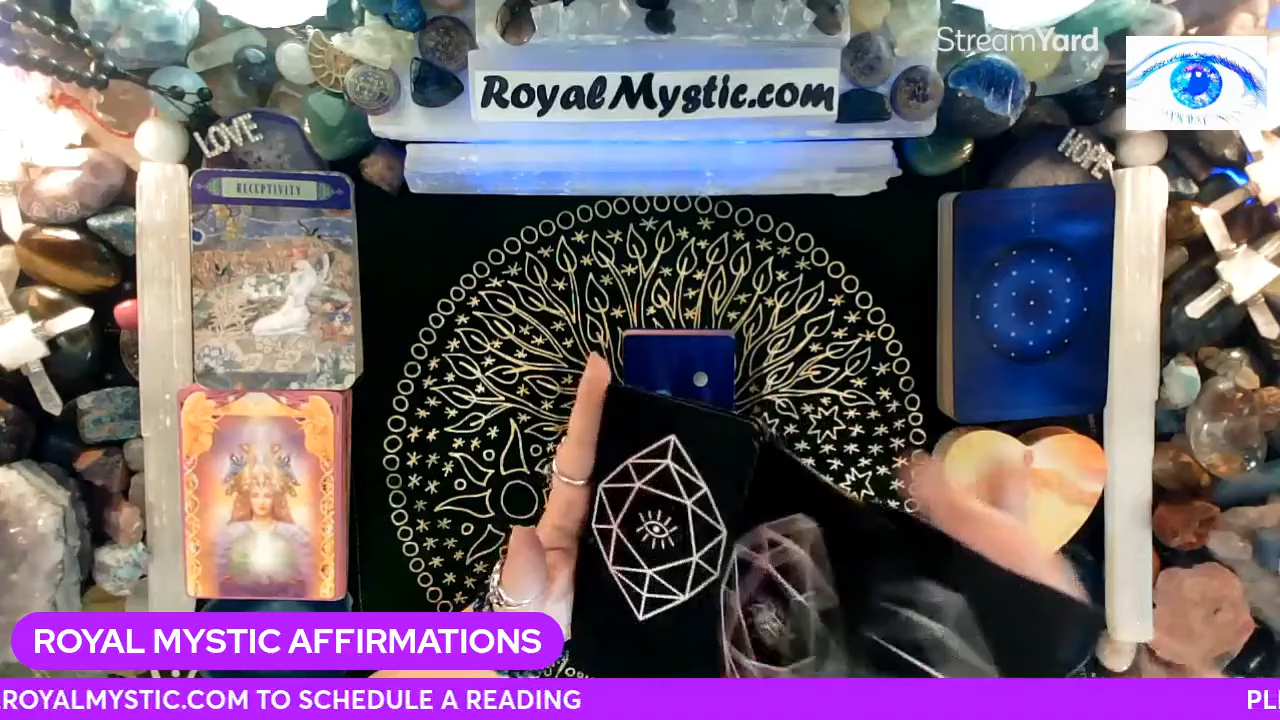 StreamYard
RoyalMystic.com
LOVE
HOPE
RECEPTIVITY
ROYAL MYSTIC AFFIRMATIONS
.ROYALMYSTIC.COM TO SCHEDULE A READING
PL